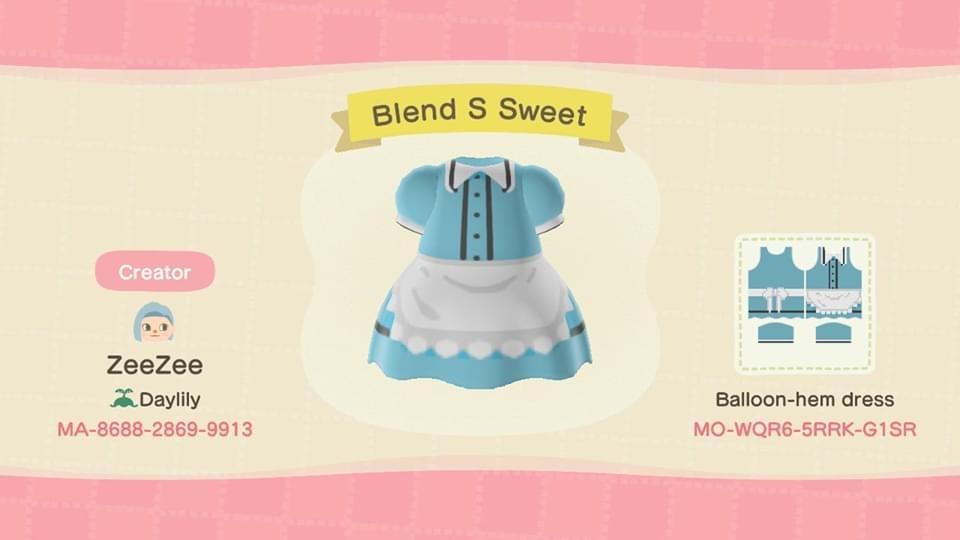 Blend S Sweet
Creator
ZeeZee
Daylily
MA-8688-2869-9913
Balloon-hem dress
MO-WQR6-5RRK-G1SR